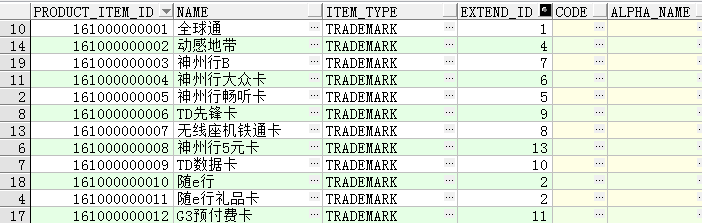 PRODUCT_ITEM_ID NAME ITEM_TYPE EXTEND_ID CODE ALPHA_NAME
10 161000000001 全球通 TRADEMARK 1
14 161000000002 动感地带 TRADEMARK 4
19 161000000003 神州行B TRADEMARK 7
11 161000000004 神州行大众卡 TRADEMARK 6
2 161000000005 神州行畅听卡 TRADEMARK 5
8 161000000006 TD先锋卡 TRADEMARK 9
13 161000000007 无线座机铁通卡 TRADEMARK 8
6 161000000008 神州行5元卡 TRADEMARK 13
7 161000000009 TD数据卡 TRADEMARK 10
18 161000000010 随e行 TRADEMARK 2
4 161000000011 随e行礼品卡 TRADEMARK 2
17 161000000012 G3预付费卡 TRADEMARK 11